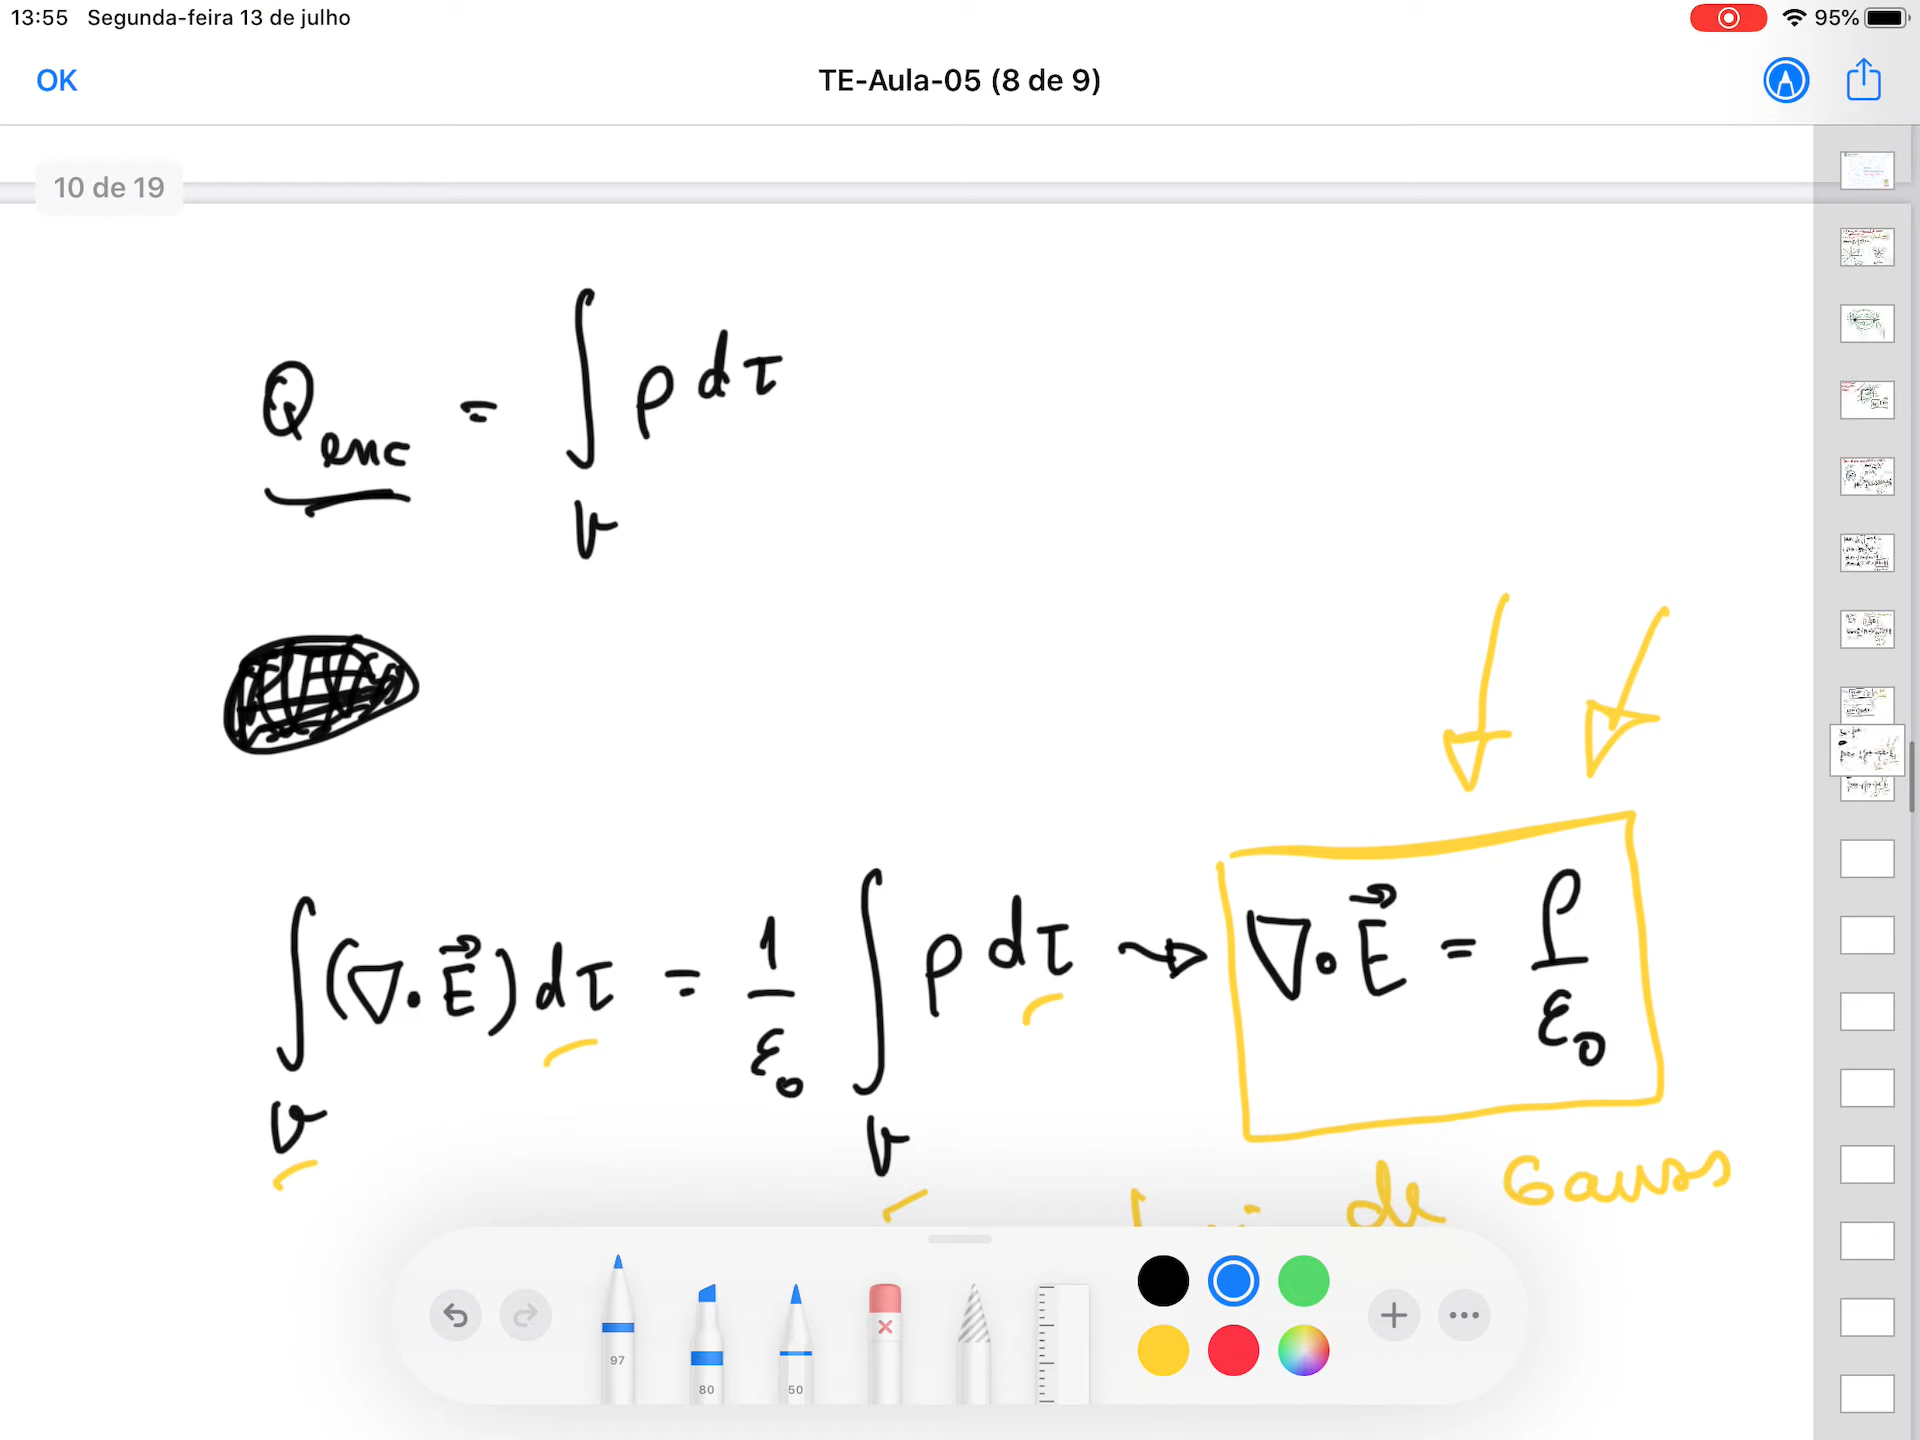 13:55 Segunda-feira 13 de julho 95%
OK TE-Aula-05 (8 de 9)
10 de 19
Q_enc = ∫_V ρ dτ
∫_V (∇·E⃗) dτ = 1/ε₀ ∫_V ρ dτ → ∇·E⃗ = ρ/ε₀
de Gauss
97 80 50